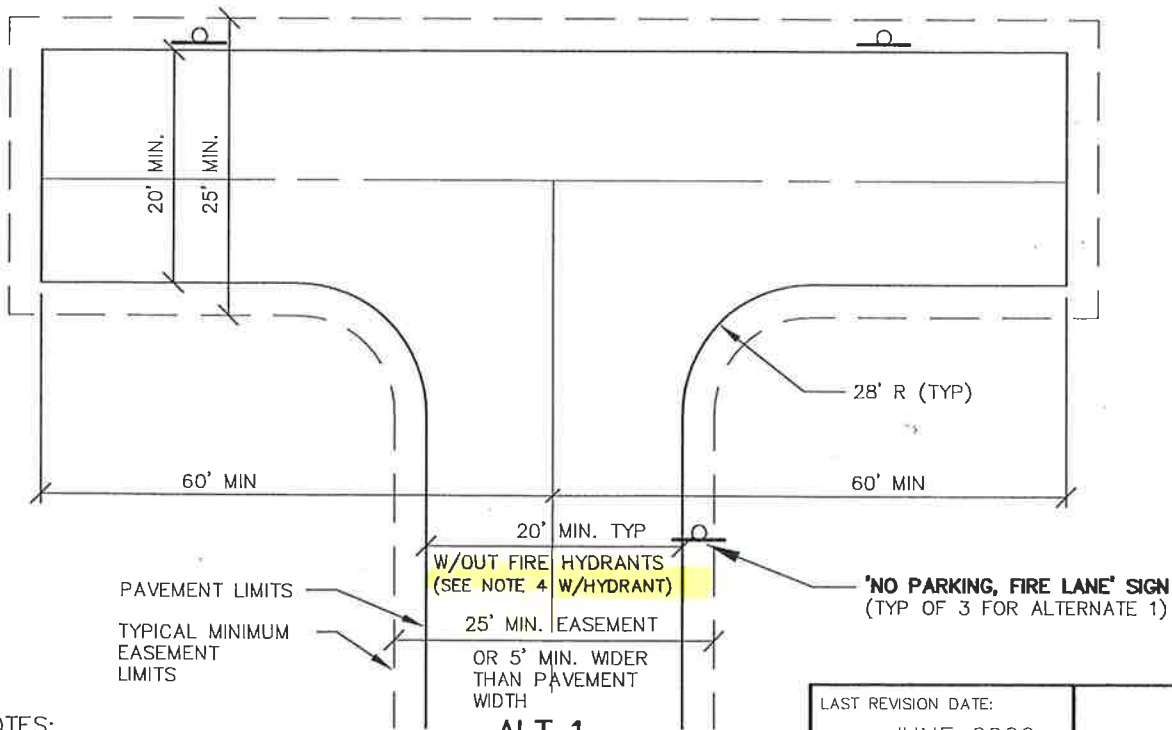 20' MIN.
25' MIN.
28' R (TYP)
60' MIN
60' MIN
20' MIN. TYP
W/OUT FIRE HYDRANTS
(SEE NOTE 4 W/HYDRANT)
'NO PARKING, FIRE LANE' SIGN
(TYP OF 3 FOR ALTERNATE 1)
PAVEMENT LIMITS
TYPICAL MINIMUM
EASEMENT
LIMITS
25' MIN. EASEMENT
OR 5' MIN. WIDER
THAN PAVEMENT
WIDTH
LAST REVISION DATE: